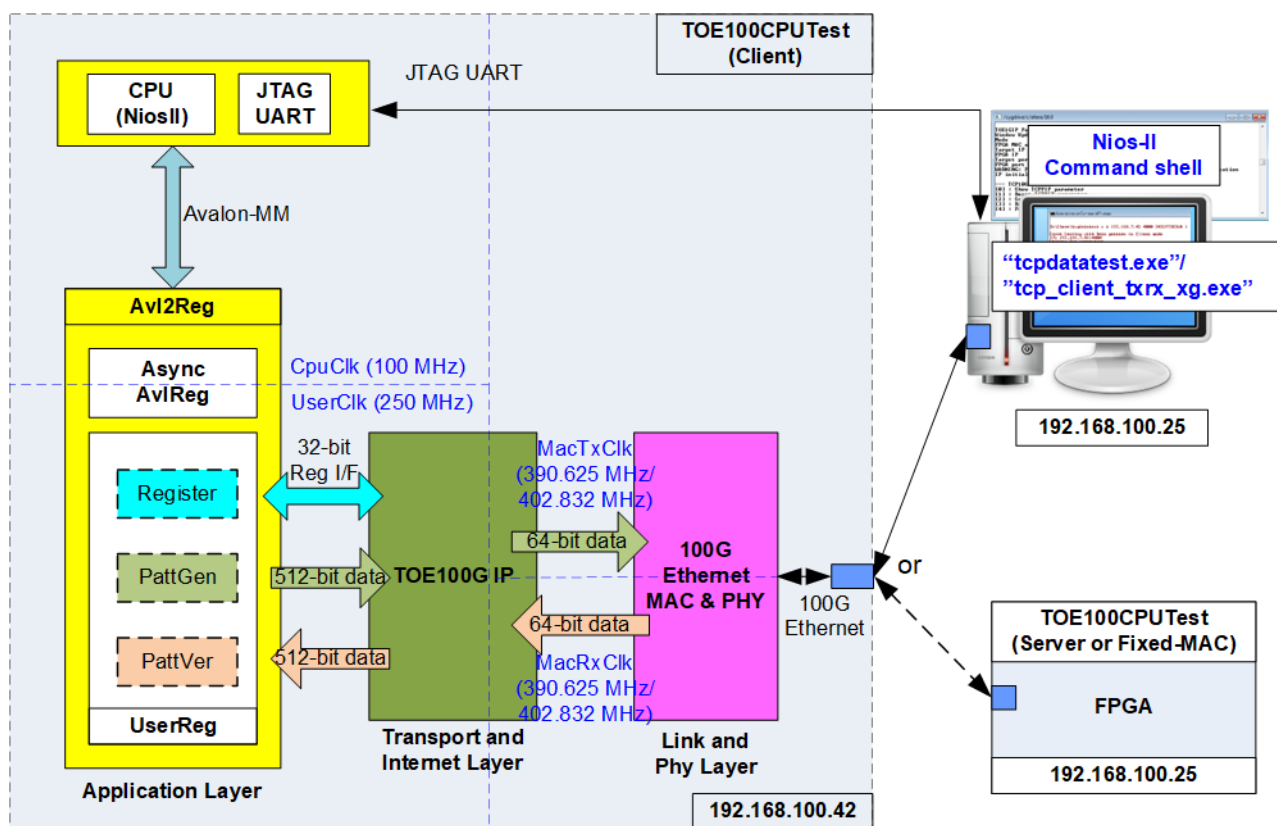 TOE100CPUTest
(Client)
CPU
(NiosII)
JTAG
UART
JTAG UART
Avalon-MM
Nios-II
Command shell
“tcpdatatest.exe”/
”tcp_client_txrx_xg.exe”
192.168.100.25
Avl2Reg
Async
AvlReg
CpuClk (100 MHz)
UserClk (250 MHz)
32-bit
Reg I/F
Register
PattGen
PattVer
UserReg
512-bit data
512-bit data
TOE100G IP
MacTxClk
(390.625 MHz/
402.832 MHz)
64-bit data
64-bit data
MacRxClk
(390.625 MHz/
402.832 MHz)
100G
Ethernet
MAC & PHY
100G
Ethernet
or
TOE100CPUTest
(Server or Fixed-MAC)
FPGA
192.168.100.25
Application Layer
Transport and
Internet Layer
Link and
Phy Layer
192.168.100.42